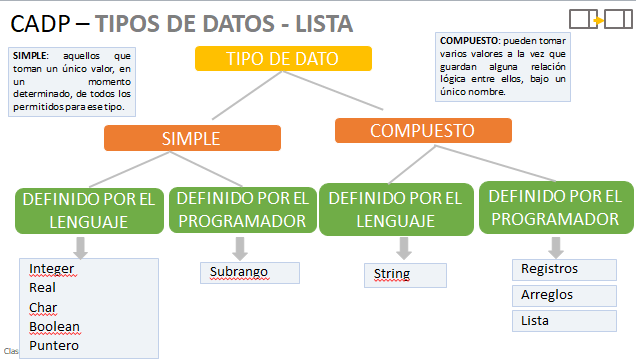 CADP – TIPOS DE DATOS - LISTA
SIMPLE: aquellos que
toman un único valor, en
un momento
determinado, de todos los
permitidos para ese tipo.
COMPUESTO: pueden tomar
varios valores a la vez que
guardan alguna relación
lógica entre ellos, bajo un
único nombre.
TIPO DE DATO
SIMPLE
COMPUESTO
DEFINIDO POR EL
LENGUAJE
DEFINIDO POR EL
PROGRAMADOR
DEFINIDO POR EL
LENGUAJE
DEFINIDO POR EL
PROGRAMADOR
Integer
Real
Char
Boolean
Puntero
Subrango
String
Registros
Arreglos
Lista
Clas